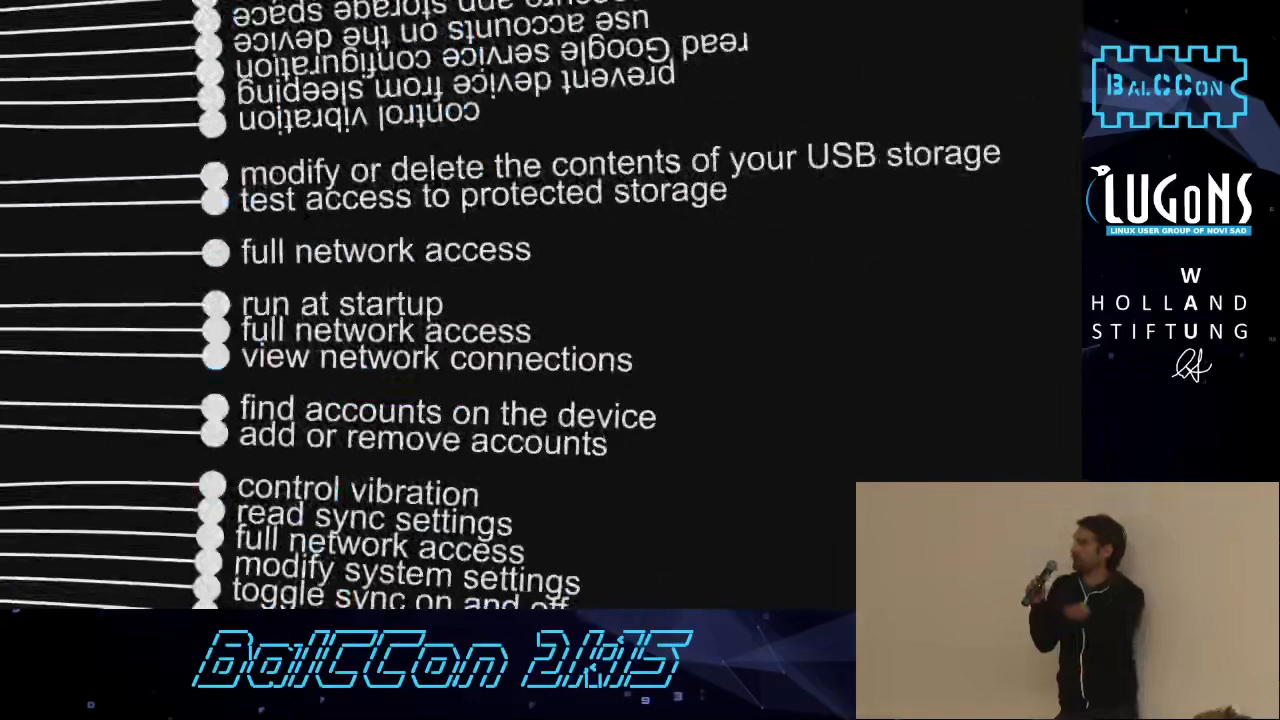 use accounts on the device
read Google service configuration
prevent device from sleeping
control vibration
modify or delete the contents of your USB storage
test access to protected storage
full network access
run at startup
full network access
view network connections
find accounts on the device
add or remove accounts
control vibration
read sync settings
full network access
modify system settings
toggle sync on and off
BalCCon
LUGoNS
LINUX USER GROUP OF NOVI SAD
W
HOLLAND
STIFTUNG
BalCCon 2k15